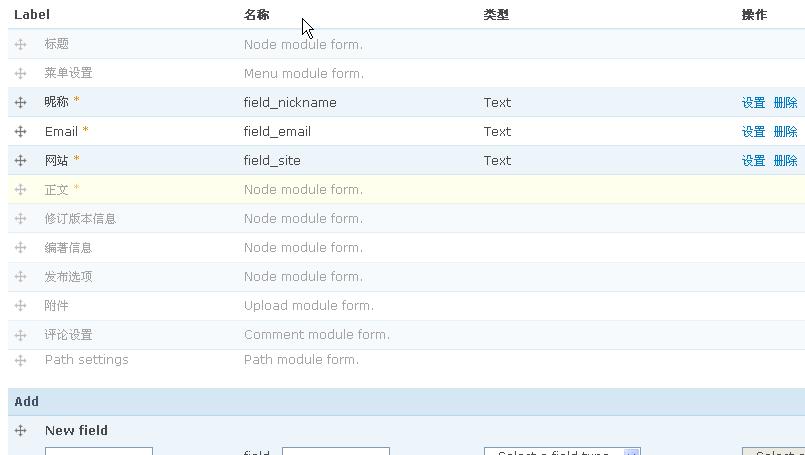 Label 名称 类型 操作
标题 Node module form.
菜单设置 Menu module form.
昵称 * field_nickname Text 设置 删除
Email * field_email Text 设置 删除
网站 * field_site Text 设置 删除
正文 * Node module form.
修订版本信息 Node module form.
编著信息 Node module form.
发布选项 Node module form.
附件 Upload module form.
评论设置 Comment module form.
Path settings Path module form.
Add
New field
field_ - Select a field type - - Select